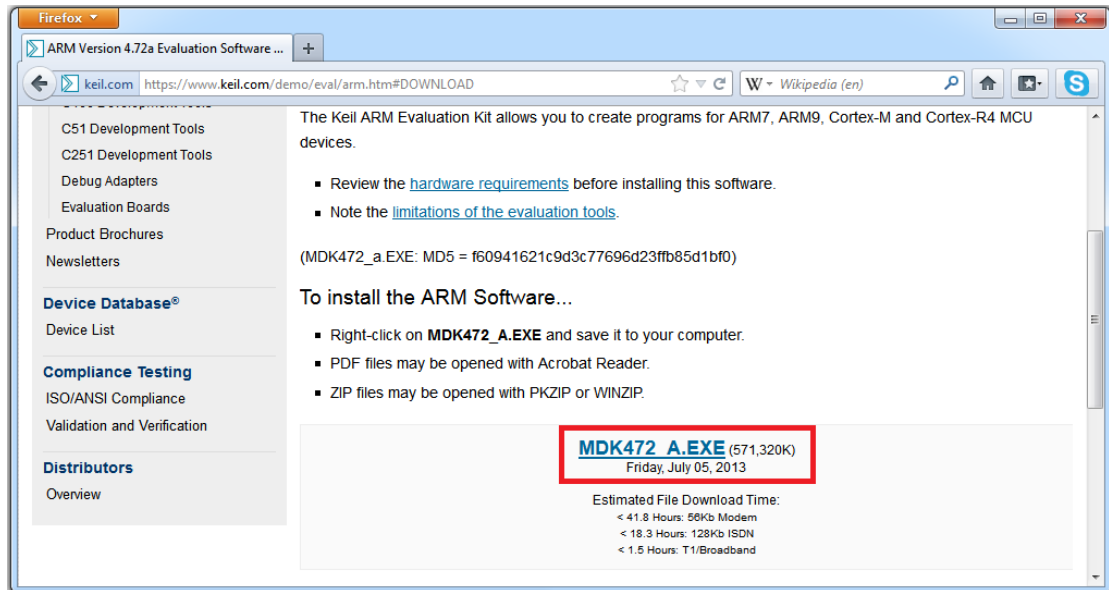 Firefox
ARM Version 4.72a Evaluation Software ...
keil.com https://www.keil.com/demo/eval/arm.htm#DOWNLOAD
W Wikipedia (en)
C51 Development Tools
C251 Development Tools
Debug Adapters
Evaluation Boards
Product Brochures
Newsletters
Device Database®
Device List
Compliance Testing
ISO/ANSI Compliance
Validation and Verification
Distributors
Overview
The Keil ARM Evaluation Kit allows you to create programs for ARM7, ARM9, Cortex-M and Cortex-R4 MCU
devices.
Review the hardware requirements before installing this software.
Note the limitations of the evaluation tools.
(MDK472_a.EXE: MD5 = f60941621c9d3c77696d23ffb85d1bf0)
To install the ARM Software...
Right-click on MDK472_A.EXE and save it to your computer.
PDF files may be opened with Acrobat Reader.
ZIP files may be opened with PKZIP or WINZIP.
MDK472_A.EXE (571,320K)
Friday, July 05, 2013
Estimated File Download Time:
< 41.8 Hours: 56Kb Modem
< 18.3 Hours: 128Kb ISDN
< 1.5 Hours: T1/Broadband